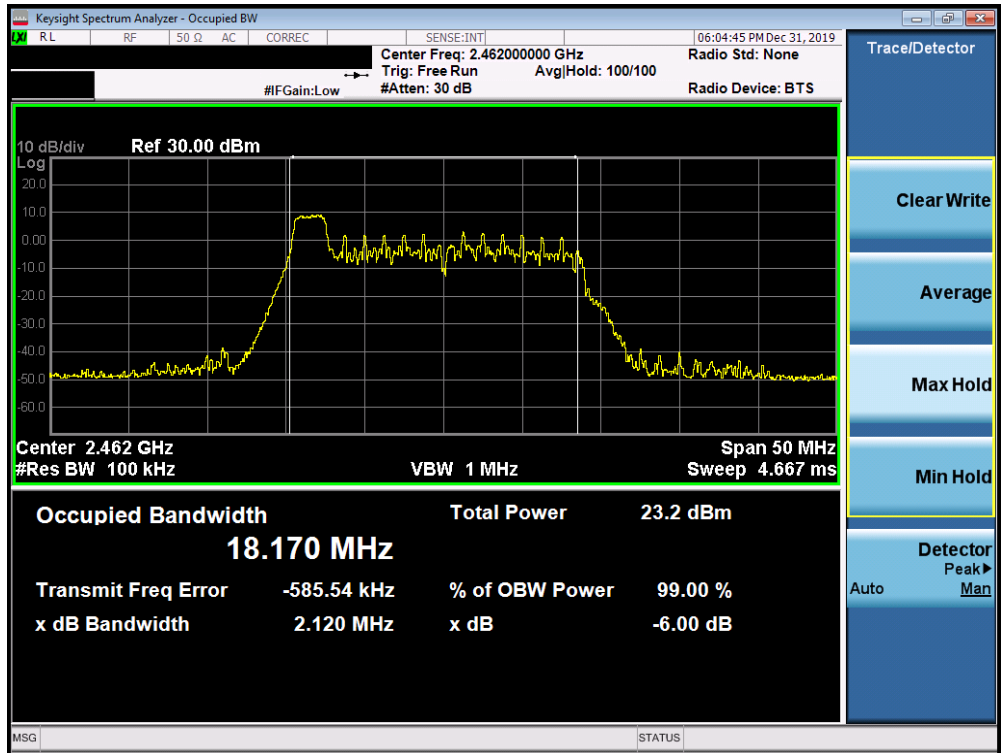 Keysight Spectrum Analyzer - Occupied BW
LXI RL RF 50 Ω AC CORREC SENSE:INT 06:04:45 PM Dec 31, 2019
Center Freq: 2.462000000 GHz Radio Std: None
Trig: Free Run Avg|Hold: 100/100
#IFGain:Low #Atten: 30 dB Radio Device: BTS
10 dB/div Ref 30.00 dBm
Log
20.0
10.0
0.00
-10.0
-20.0
-30.0
-40.0
-50.0
-60.0
Center 2.462 GHz Span 50 MHz
#Res BW 100 kHz VBW 1 MHz Sweep 4.667 ms
Occupied Bandwidth Total Power 23.2 dBm
18.170 MHz
Transmit Freq Error -585.54 kHz % of OBW Power 99.00 %
x dB Bandwidth 2.120 MHz x dB -6.00 dB
MSG STATUS
Trace/Detector
Clear Write
Average
Max Hold
Min Hold
Detector
Peak▶
Auto Man